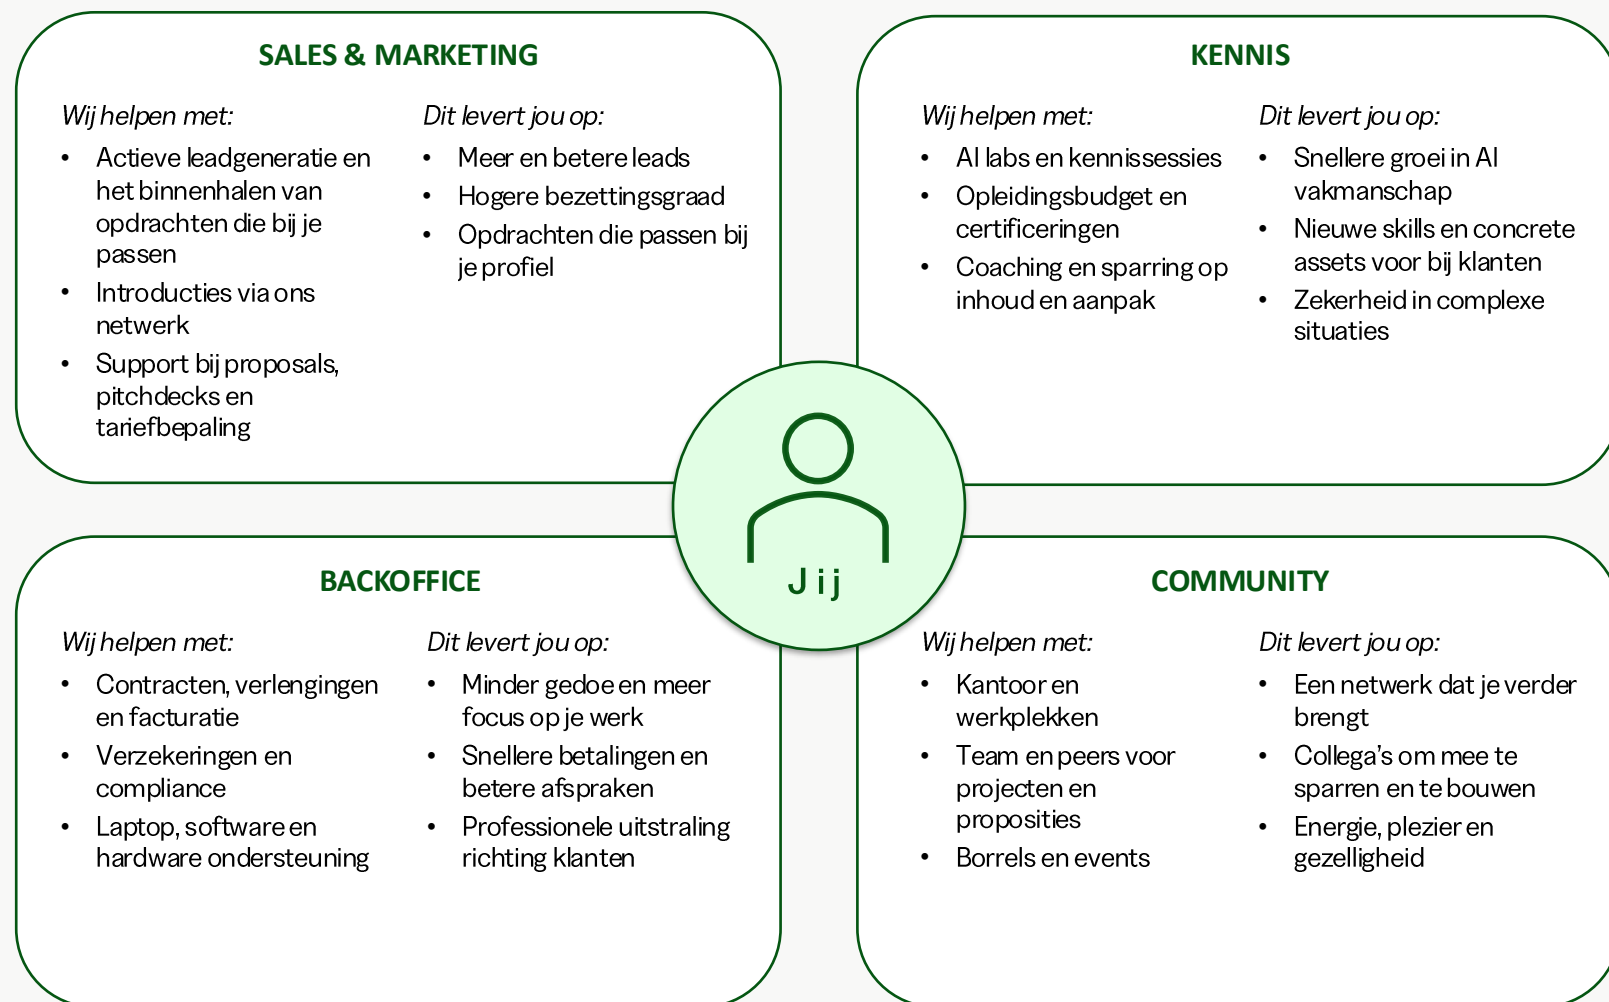 SALES & MARKETING
Wij helpen met:
• Actieve leadgeneratie en
het binnenhalen van
opdrachten die bij je
passen
• Introducties via ons
netwerk
• Support bij proposals,
pitchdecks en
tariefbepaling
Dit levert jou op:
• Meer en betere leads
• Hogere bezettingsgraad
• Opdrachten die passen bij
je profiel
KENNIS
Wij helpen met:
• AI labs en kennissessies
• Opleidingsbudget en
certificeringen
• Coaching en sparring op
inhoud en aanpak
Dit levert jou op:
• Snellere groei in AI
vakmanschap
• Nieuwe skills en concrete
assets voor bij klanten
• Zekerheid in complexe
situaties
Jij
BACKOFFICE
Wij helpen met:
• Contracten, verlengingen
en facturatie
• Verzekeringen en
compliance
• Laptop, software en
hardware ondersteuning
Dit levert jou op:
• Minder gedoe en meer
focus op je werk
• Snellere betalingen en
betere afspraken
• Professionele uitstraling
richting klanten
COMMUNITY
Wij helpen met:
• Kantoor en
werkplekken
• Team en peers voor
projecten en
proposities
• Borrels en events
Dit levert jou op:
• Een netwerk dat je verder
brengt
• Collega's om mee te
sparren en te bouwen
• Energie, plezier en
gezelligheid